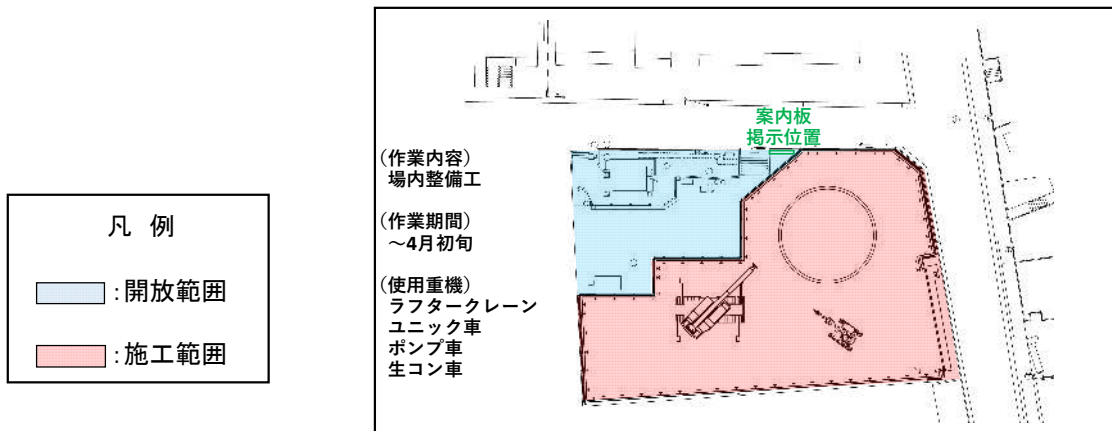 凡 例
：開放範囲
：施工範囲
案内板
掲示位置
（作業内容）
場内整備工
（作業期間）
～4月初旬
（使用重機）
ラフタークレーン
ユニック車
ポンプ車
生コン車